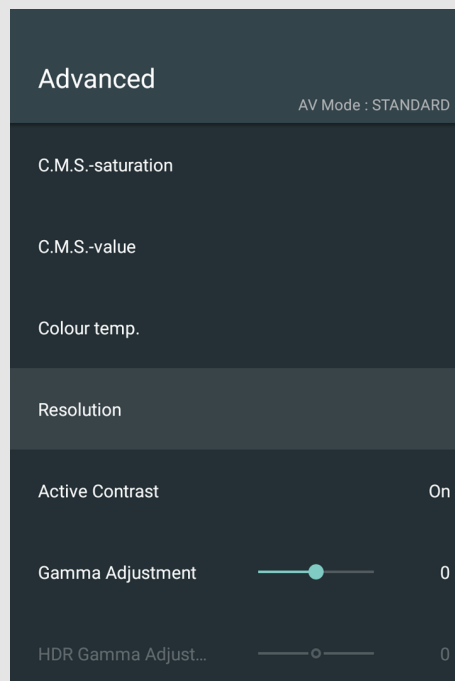 Advanced
AV Mode : STANDARD
C.M.S.-saturation
C.M.S.-value
Colour temp.
Resolution
Active Contrast On
Gamma Adjustment 0
HDR Gamma Adjust... 0